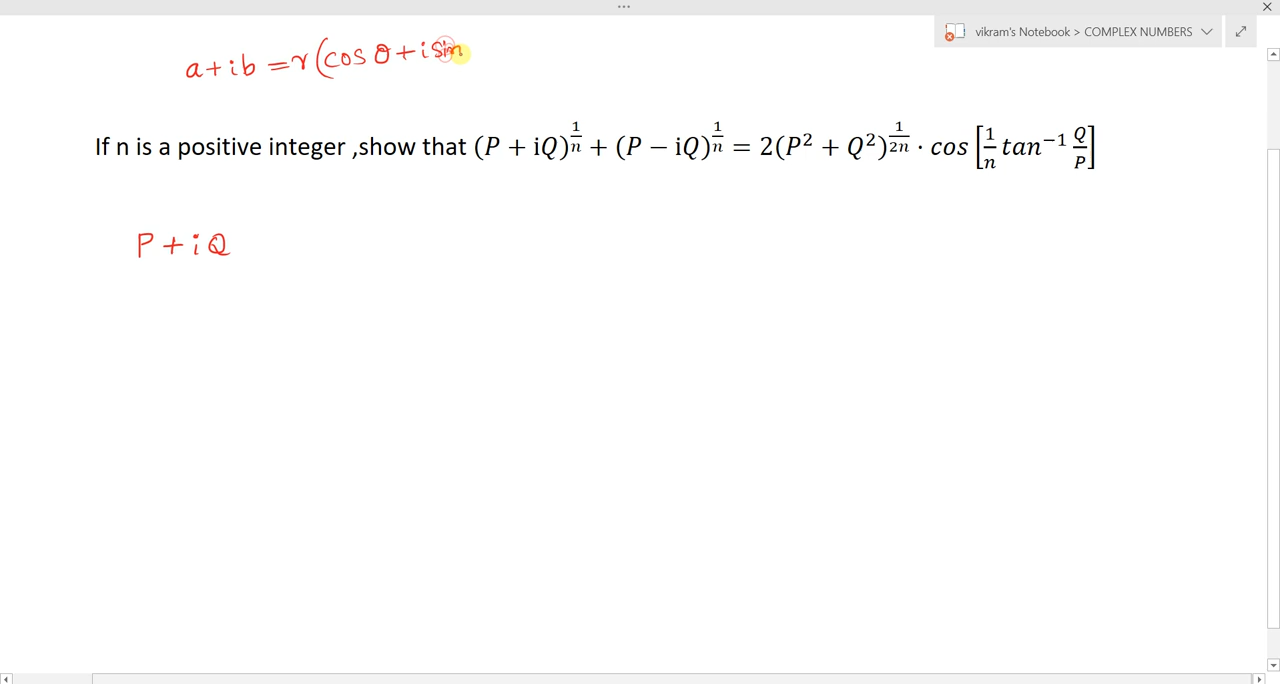 vikram's Notebook > COMPLEX NUMBERS
a+ib = r(cos θ + i sin
If n is a positive integer ,show that (P + iQ)^{1/n} + (P − iQ)^{1/n} = 2(P² + Q²)^{1/2n} · cos [1/n tan⁻¹ Q/P]
P + i Q